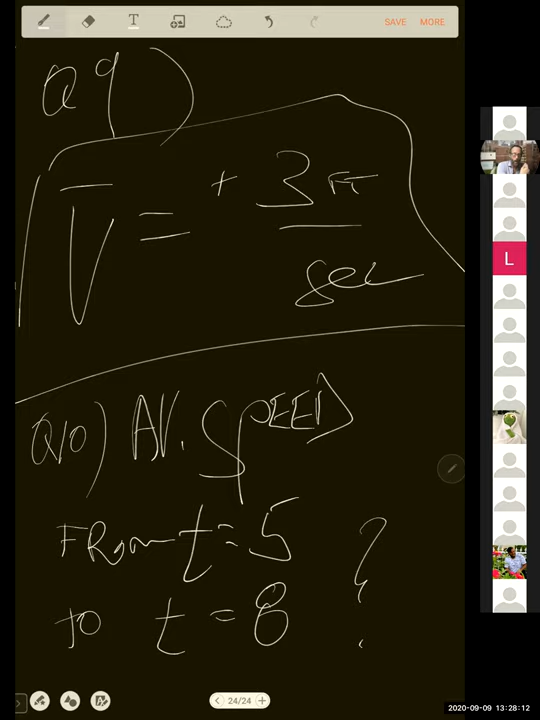 SAVE MORE
Q9)
V̅ = + 3 FT
sec
L
Q10) AV. SPEED
FROM t = 5
to t = 8 ?
24/24
2020-09-09 13:28:12